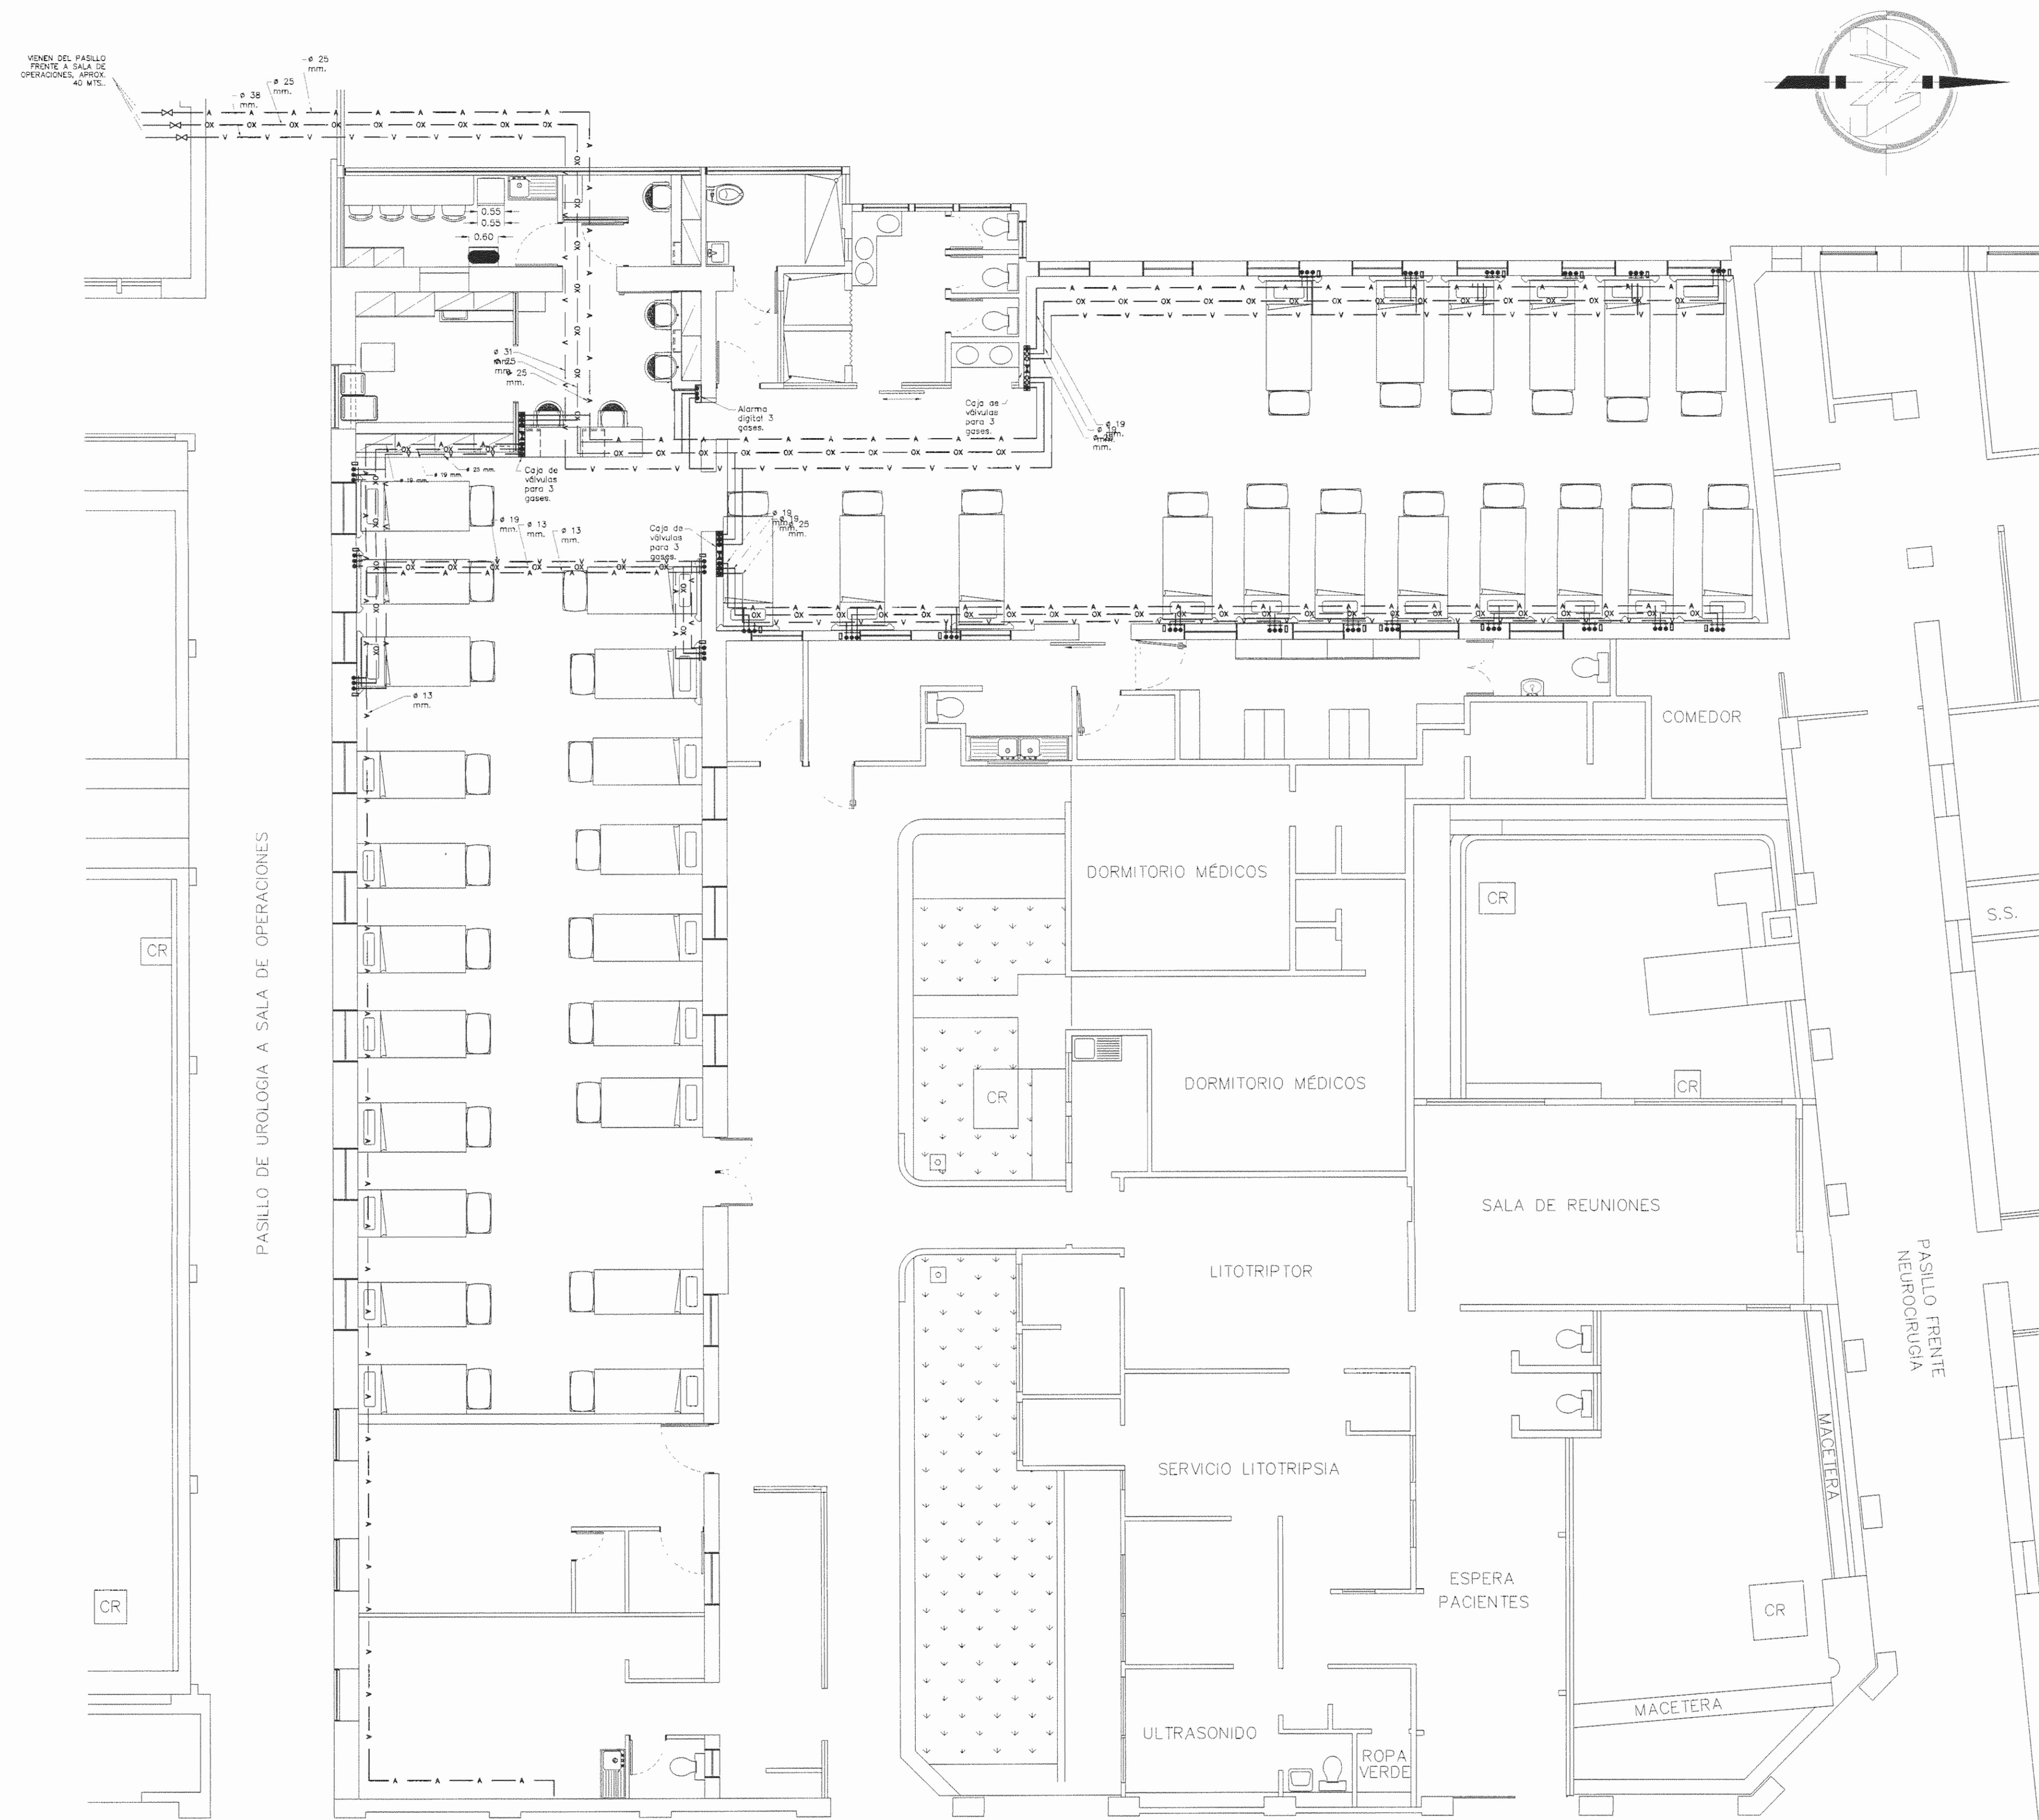 VIENEN DEL PASILLO
FRENTE A SALA DE
OPERACIONES, APROX.
40 MTS..
ø 38
mm.
ø 25
mm.
ø 25
mm.
0.55
0.55
0.60
ø 31
ø 25
mm.
Alarma
digital 3
gases.
Caja de
válvulas
para 3
gases.
ø 19
mm.
ø 25 mm.
ø 19 mm.
ø 19 mm.
Caja de
válvulas
para 3
gases.
ø 19
mm.
ø 13
mm.
ø 13
mm.
Caja de
válvulas
para 3
gases.
ø 19
ø 25
mm.
ø 13
mm.
COMEDOR
DORMITORIO MÉDICOS
CR
S.S.
CR
PASILLO DE UROLOGIA A SALA DE OPERACIONES
CR
DORMITORIO MÉDICOS
CR
SALA DE REUNIONES
LITOTRIPTOR
PASILLO FRENTE
NEUROCIRUGIA
MACETERA
SERVICIO LITOTRIPSIA
ESPERA
PACIENTES
CR
CR
MACETERA
ULTRASONIDO
ROPA
VERDE